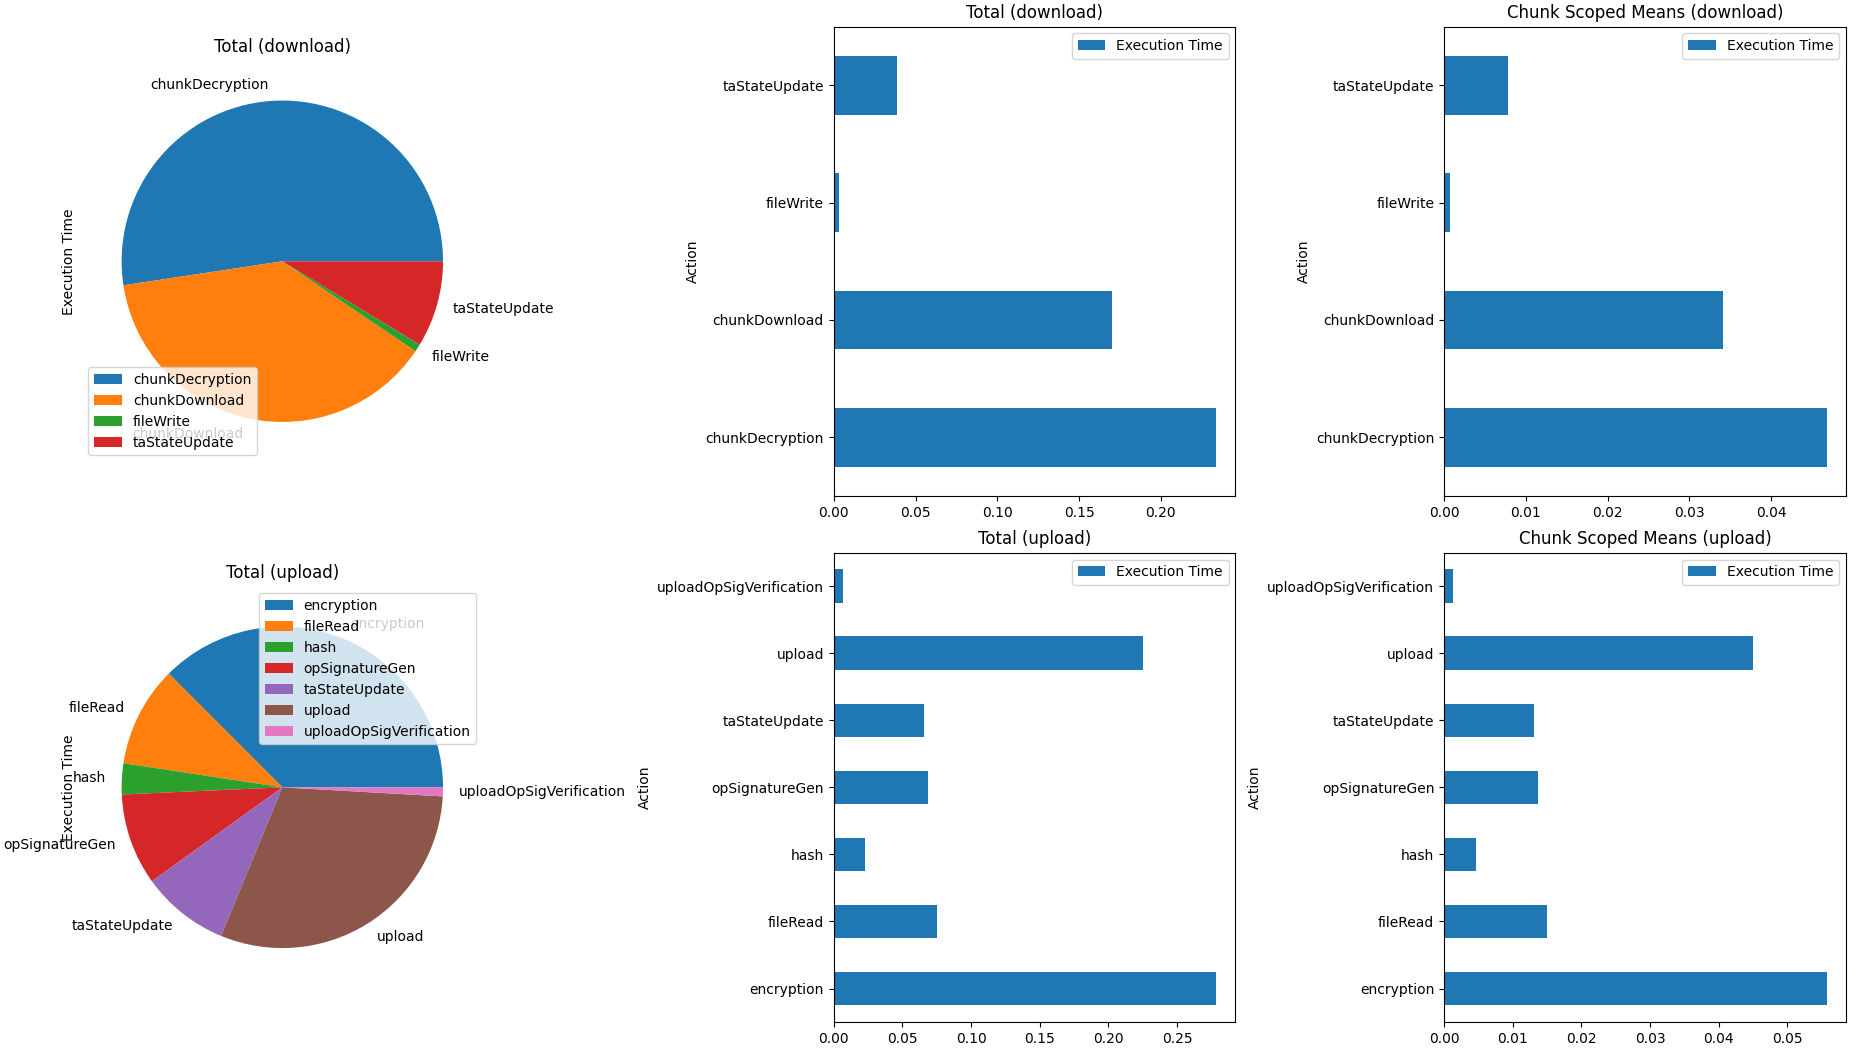 Total (download)
chunkDecryption
Execution Time
taStateUpdate
fileWrite
chunkDownload
chunkDecryption
chunkDownload
fileWrite
taStateUpdate
Total (download)
Execution Time
taStateUpdate
fileWrite
Action
chunkDownload
chunkDecryption
0.00 0.05 0.10 0.15 0.20
Chunk Scoped Means (download)
Execution Time
taStateUpdate
fileWrite
Action
chunkDownload
chunkDecryption
0.00 0.01 0.02 0.03 0.04
Total (upload)
encryption
fileRead
hash
Execution Time
opSignatureGen
taStateUpdate
upload
uploadOpSigVerification
encryption
fileRead
hash
opSignatureGen
taStateUpdate
upload
uploadOpSigVerification
Total (upload)
Execution Time
uploadOpSigVerification
upload
taStateUpdate
Action
opSignatureGen
hash
fileRead
encryption
0.00 0.05 0.10 0.15 0.20 0.25
Chunk Scoped Means (upload)
Execution Time
uploadOpSigVerification
upload
taStateUpdate
Action
opSignatureGen
hash
fileRead
encryption
0.00 0.01 0.02 0.03 0.04 0.05